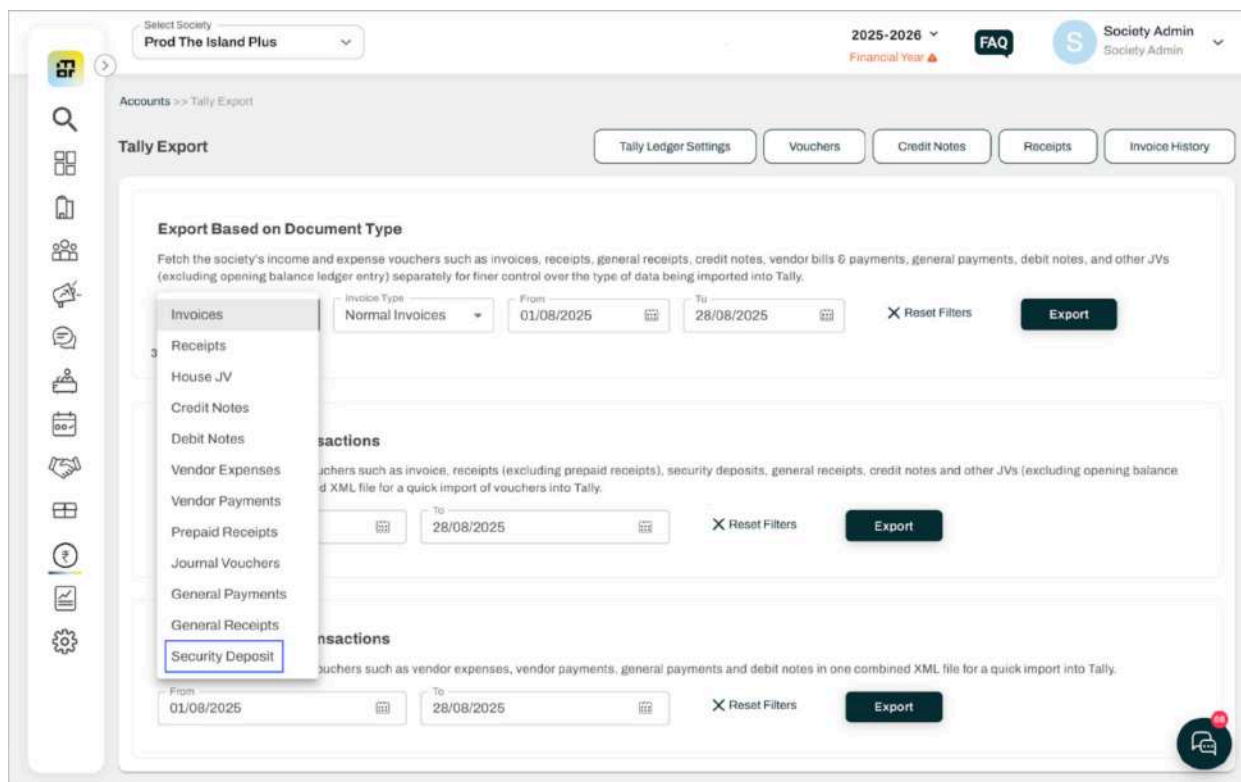 Select Society
Prod The Island Plus
2025-2026
Financial Year
FAQ
S
Society Admin
Society Admin
Accounts >> Tally Export
Tally Export
Tally Ledger Settings
Vouchers
Credit Notes
Receipts
Invoice History
Export Based on Document Type
Fetch the society's income and expense vouchers such as invoices, receipts, general receipts, credit notes, vendor bills & payments, general payments, debit notes, and other JVs
(excluding opening balance ledger entry) separately for finer control over the type of data being imported into Tally.
Invoices
Invoice Type
Normal Invoices
From
01/08/2025
To
28/08/2025
Reset Filters
Export
3
Receipts
House JV
Credit Notes
Debit Notes
Vendor Expenses
Vendor Payments
Prepaid Receipts
Journal Vouchers
General Payments
General Receipts
Security Deposit
sactions
uchers such as invoice, receipts (excluding prepaid receipts), security deposits, general receipts, credit notes and other JVs (excluding opening balance
d XML file for a quick import of vouchers into Tally.
To
28/08/2025
Reset Filters
Export
nsactions
ouchers such as vendor expenses, vendor payments, general payments and debit notes in one combined XML file for a quick import into Tally.
From
01/08/2025
To
28/08/2025
Reset Filters
Export